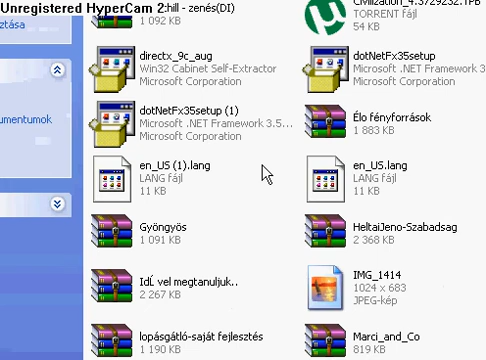 Unregistered HyperCam 2
:hill - zenés(DI)
1 092 KB
Civilization_4.3729232.TPB
TORRENT fájl
54 KB
ztása
directx_9c_aug
Win32 Cabinet Self-Extractor
Microsoft Corporation
dotNetFx35setup
Microsoft .NET Framework 3
Microsoft Corporation
dotNetFx35setup (1)
Microsoft .NET Framework 3.5...
Microsoft Corporation
Élo fényforrások
1 883 KB
umentumok
en_US (1).lang
LANG fájl
11 KB
en_US.lang
LANG fájl
11 KB
Gyöngyös
1 091 KB
HeltaiJeno-Szabadsag
2 368 KB
IdĹ vel megtanuljuk..
2 267 KB
IMG_1414
1024 x 683
JPEG-kép
lopásgátló-saját fejlesztés
1 190 KB
Marci_and_Co
819 KB